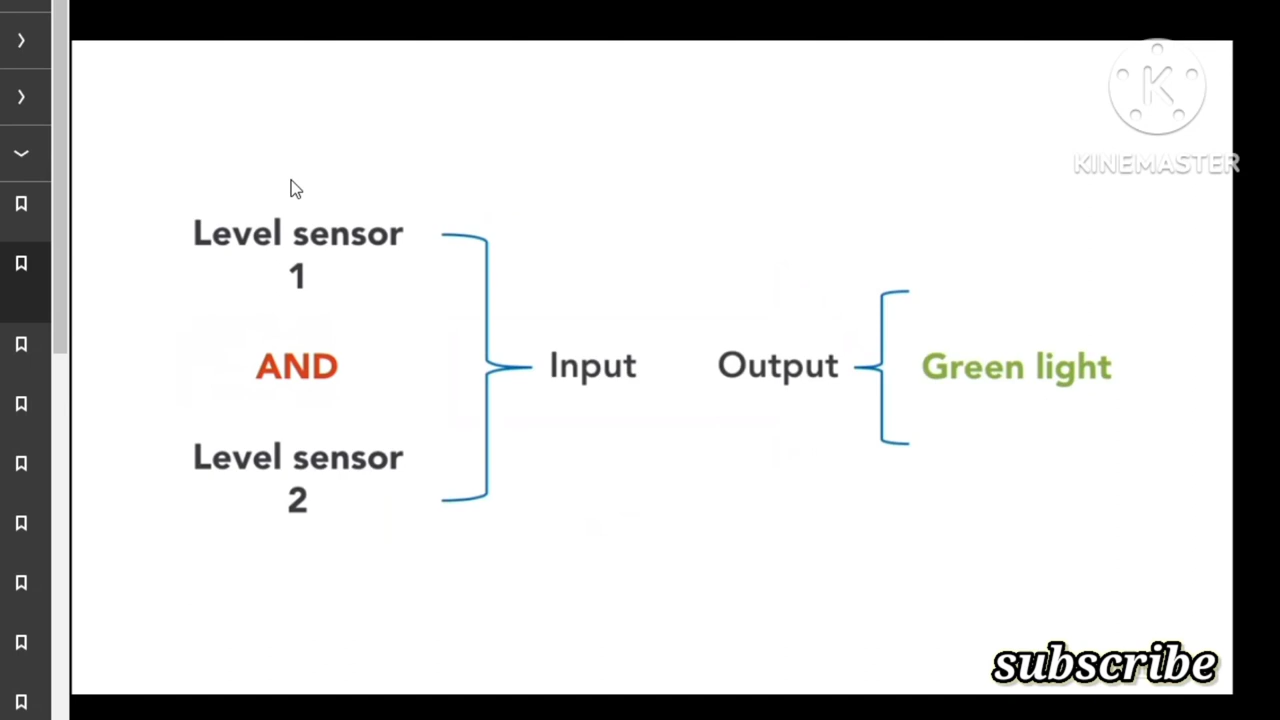 KINEMASTER
Level sensor
1
AND
Input
Output
Green light
Level sensor
2
subscribe